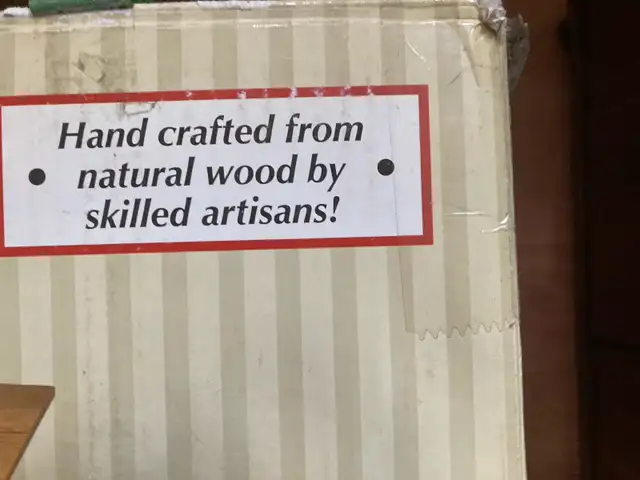 Hand crafted from
• natural wood by •
skilled artisans!